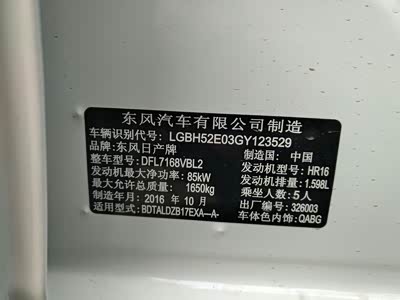 东风汽车有限公司制造
车辆识别代号: LGBH52E03GY123529
品牌:东风日产牌 制造国: 中国
整车型号: DFL7168VBL2 发动机型号: HR16
发动机最大净功率: 85kW 发动机排量: 1.598L
最大允许总质量: 1650kg 乘坐人数: 5人
制造年月: 2016 年 10 月 出厂编号: 326003
适用型式: BDTALDZB17EXA—A- 车体色内饰: QABG